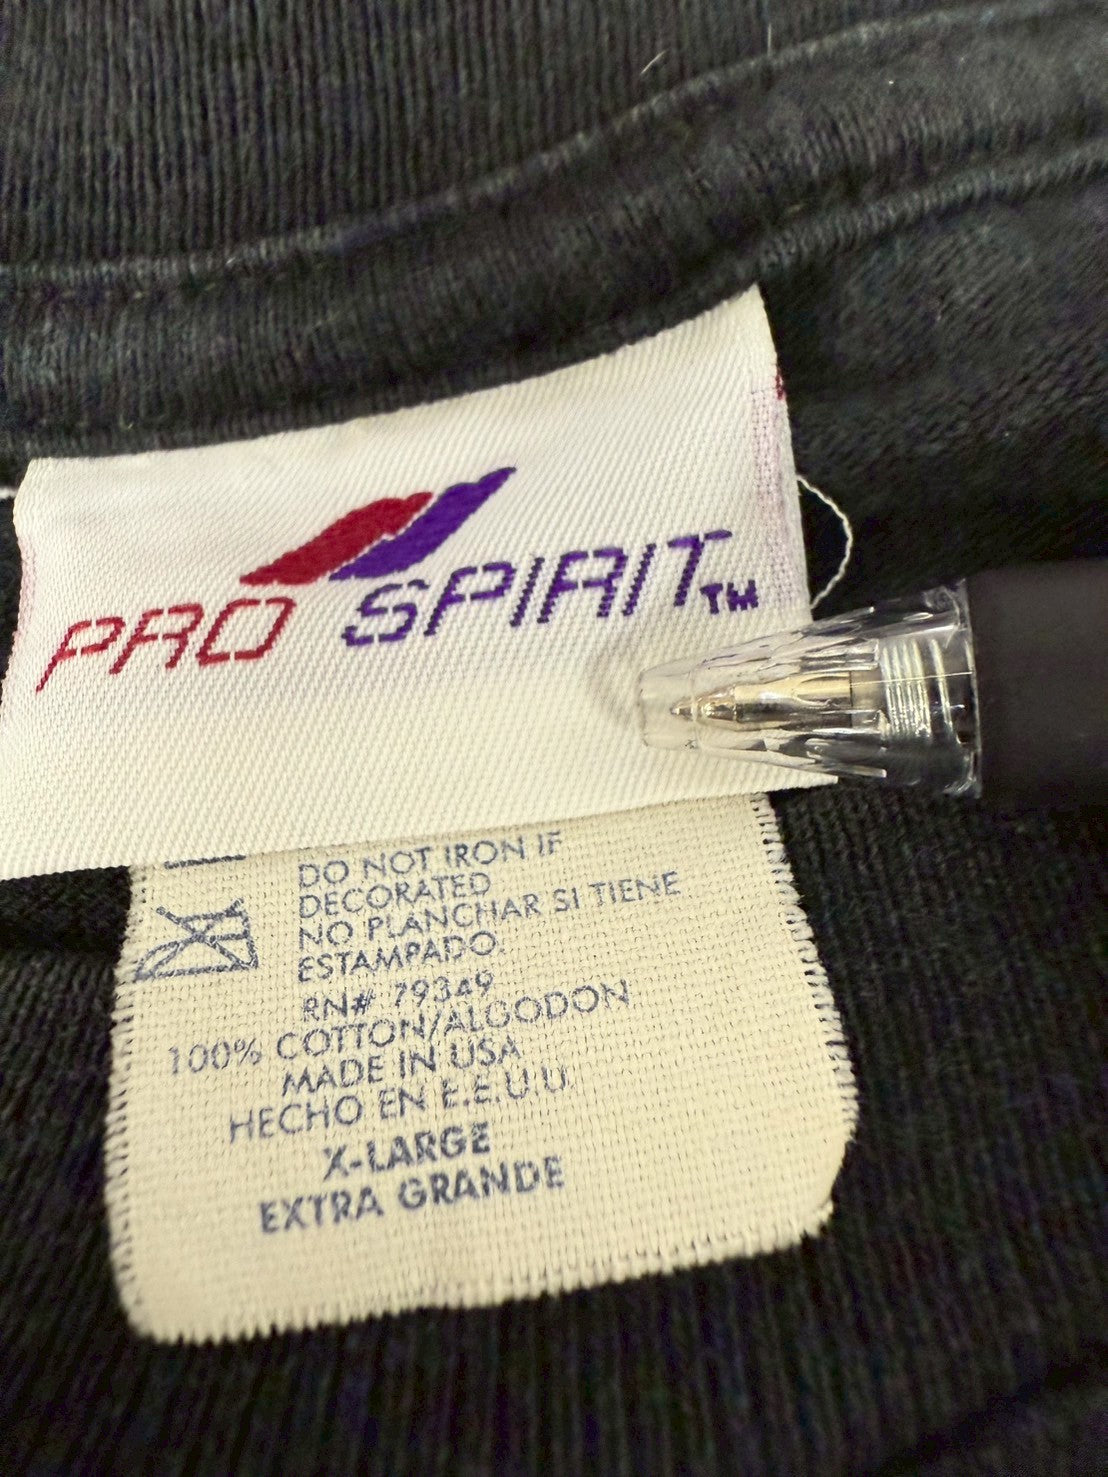 PRO SPIRIT™
DO NOT IRON IF
DECORATED
NO PLANCHAR SI TIENE
ESTAMPADO.
RN# 79349
100% COTTON/ALGODON
MADE IN USA
HECHO EN E.E.U.U.
X-LARGE
EXTRA GRANDE